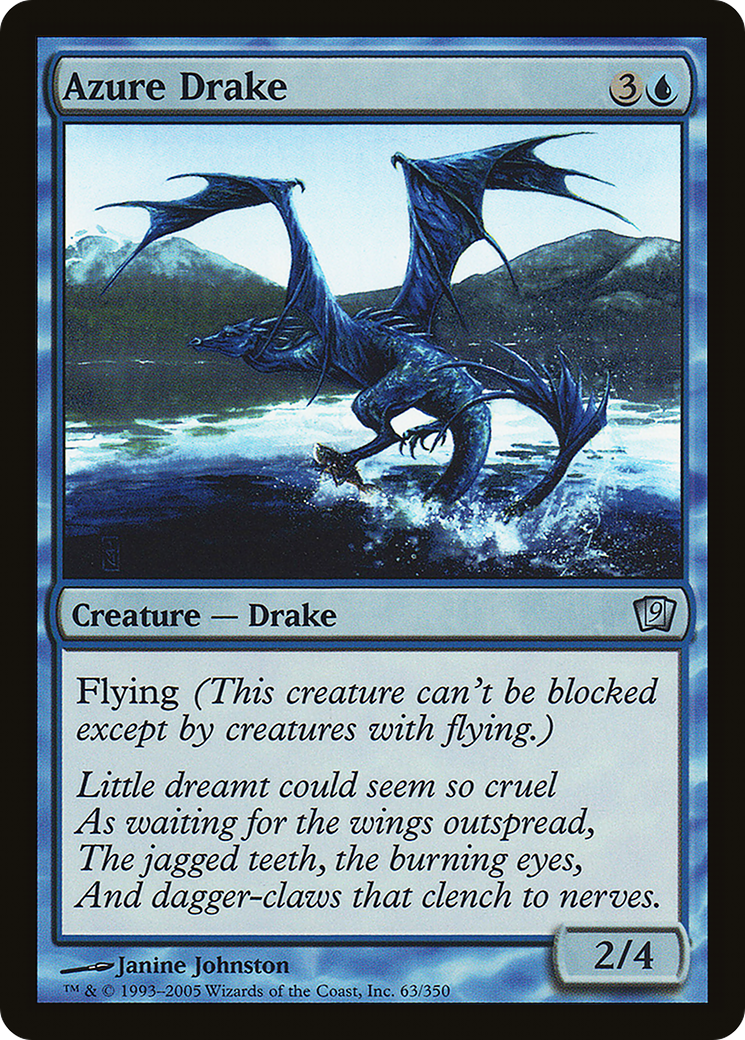 Azure Drake
3
Creature — Drake
9
Flying (This creature can't be blocked
except by creatures with flying.)
Little dreamt could seem so cruel
As waiting for the wings outspread,
The jagged teeth, the burning eyes,
And dagger-claws that clench to nerves.
2/4
Janine Johnston
™ & © 1993–2005 Wizards of the Coast, Inc. 63/350